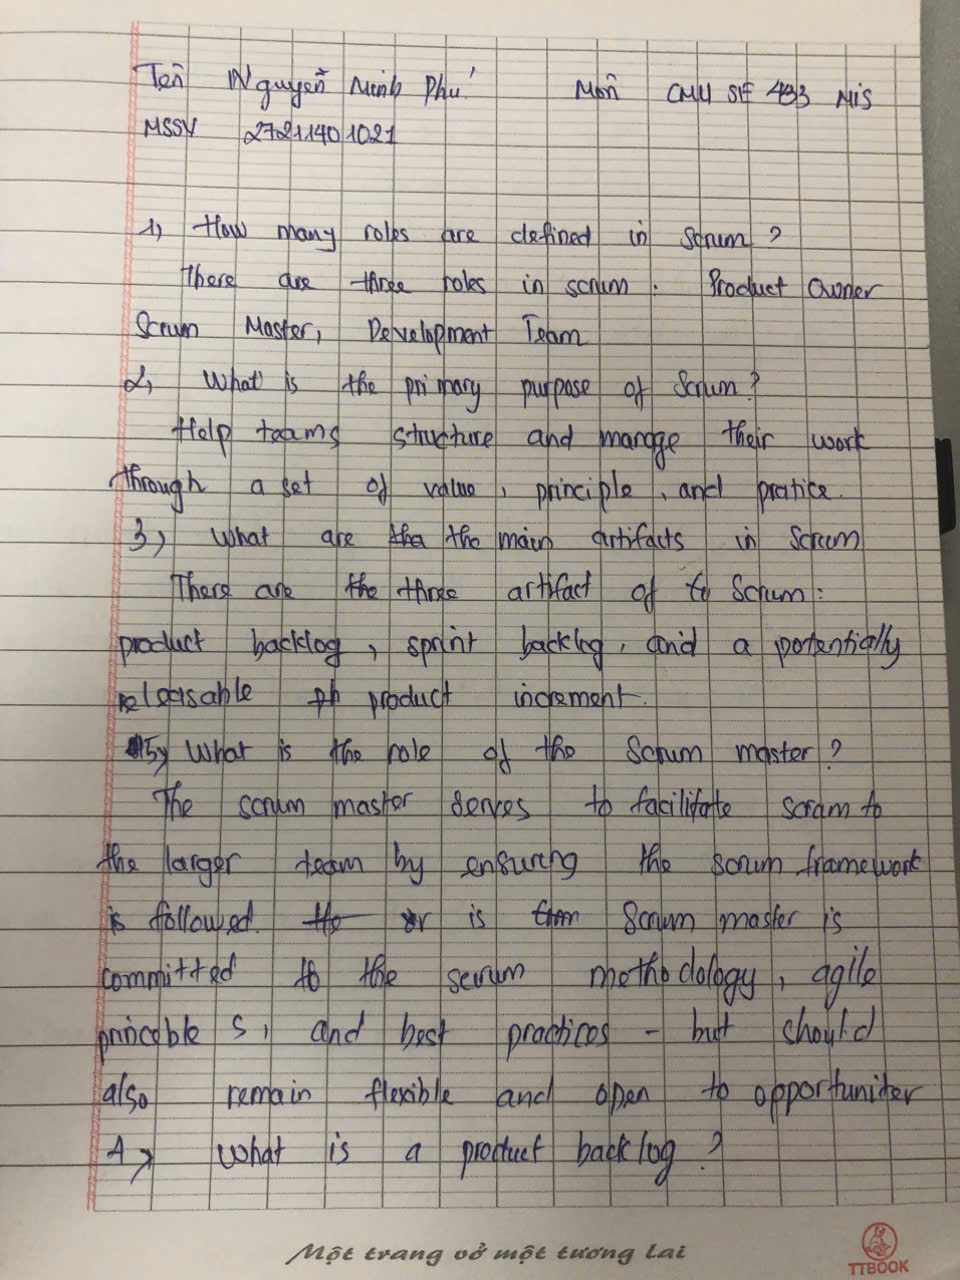 Tên Nguyễn Minh Phú Môn CMU SE 433 MIS
MSSV 27211401021
1, How many roles are defined in Scrum ?
There are three roles in scrum : Product Owner
Scrum Master, Development Team
2, What is the primary purpose of Scrum ?
Help teams structure and manage their work
through a set of value, principle, and pratice.
3, What are the the main artifacts in Scrum
There are the three artifact of to Scrum :
product backlog, sprint backlog, and a potentially
releasable product increment.
5, What is the role of the Scrum master ?
The scrum master serves to facilitate scram to
the larger team by ensuring the scrum framework
is followed. or is Scrum master is
committed to the scrum methodology, agile
principble s, and best practices - but should
also remain flexible and open to opportuniter
4, What is a product backlog ?
Một trang vở một tương lai
TTBOOK